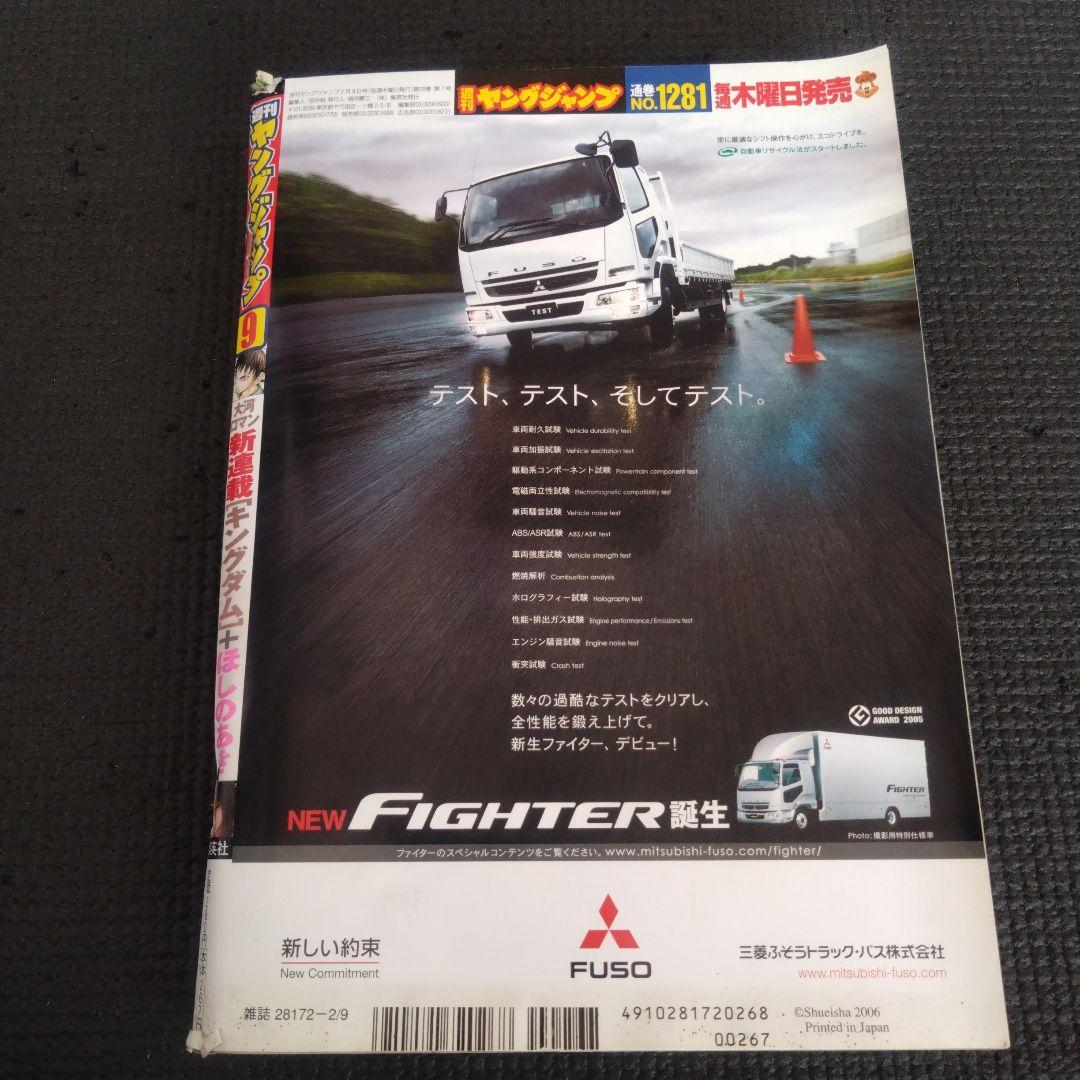 週刊ヤングジャンプ
9
大河
ロマン
新連載[キングダム]+ほしのあき
英社
週刊ヤングジャンプ
通巻
NO.1281
毎週木曜日発売
常に最適なシフト操作を心がけ、エコドライブを。
自動車リサイクル法がスタートしました。
FUSO
TEST
テスト、テスト、そしてテスト。
車両耐久試験 Vehicle durability test
車両加振試験 Vehicle excitation test
駆動系コンポーネント試験 Powertrain component test
電磁両立性試験 Electromagnetic compatibility test
車両騒音試験 Vehicle noise test
ABS/ASR試験 ABS/ASR test
車両強度試験 Vehicle strength test
燃焼解析 Combustion analysis
ホログラフィー試験 Holography test
性能・排出ガス試験 Engine performance/Emissions test
エンジン騒音試験 Engine noise test
衝突試験 Crash test
数々の過酷なテストをクリアし、
全性能を鍛え上げて。
新生ファイター、デビュー!
GOOD DESIGN
AWARD 2005
FIGHTER
NEW FIGHTER 誕生
Photo:撮影用特別仕様車
ファイターのスペシャルコンテンツをご覧ください。www.mitsubishi-fuso.com/fighter/
新しい約束
New Commitment
FUSO
三菱ふそうトラック・バス株式会社
www.mitsubishi-fuso.com
雑誌 28172-2/9
4910281720268
00267
©Shueisha 2006
Printed in Japan